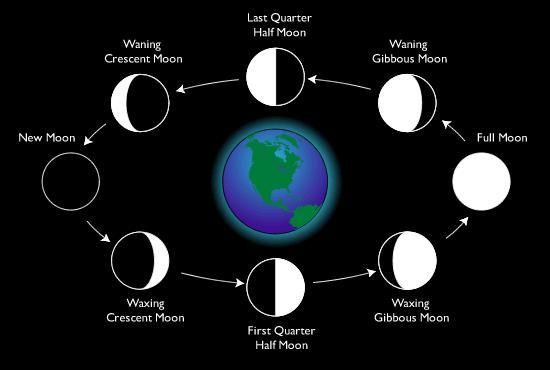 Last Quarter
Half Moon
Waning
Crescent Moon
Waning
Gibbous Moon
New Moon
Full Moon
Waxing
Crescent Moon
First Quarter
Half Moon
Waxing
Gibbous Moon